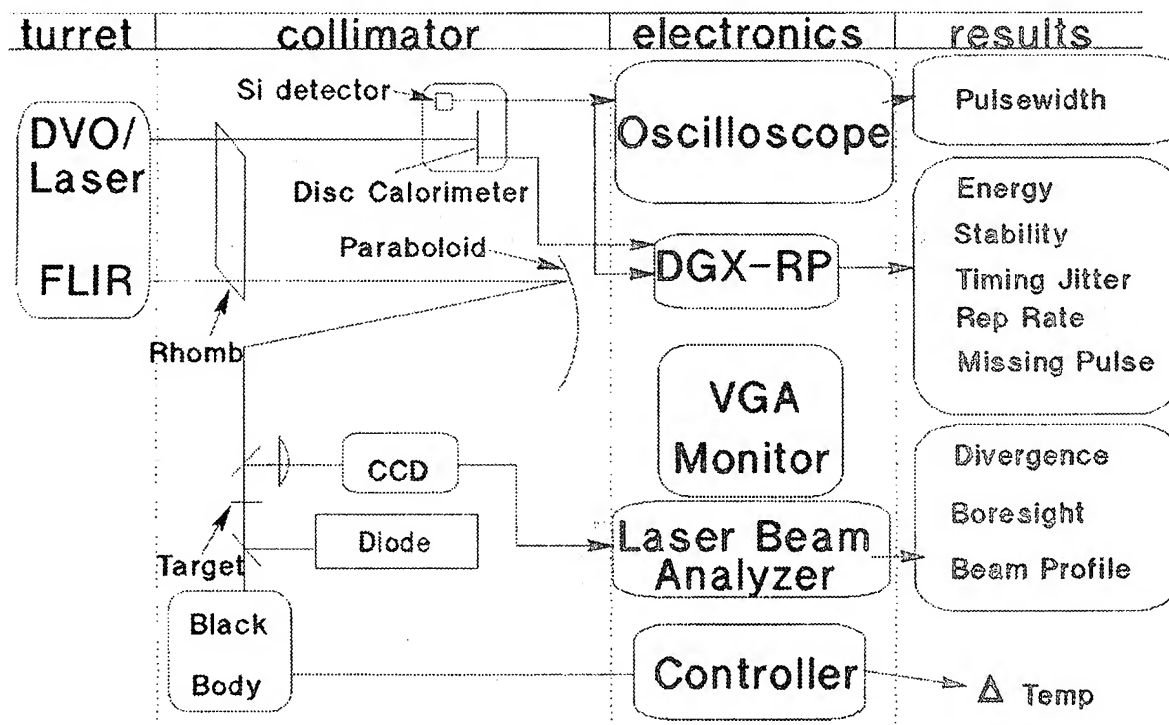 turret collimator electronics results
Si detector
DVO/
Laser
FLIR
Disc Calorimeter
Paraboloid
Rhomb
CCD
Diode
Target
Black
Body
Oscilloscope
DGX-RP
VGA
Monitor
Laser Beam
Analyzer
Controller
Pulsewidth
Energy
Stability
Timing Jitter
Rep Rate
Missing Pulse
Divergence
Boresight
Beam Profile
Δ Temp